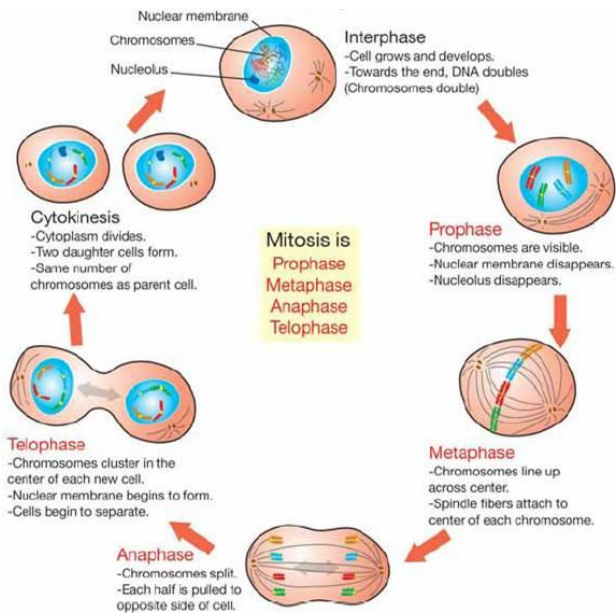 Nuclear membrane
Chromosomes
Nucleolus
Interphase
-Cell grows and develops.
-Towards the end, DNA doubles
(Chromosomes double)
Prophase
-Chromosomes are visible.
-Nuclear membrane disappears.
-Nucleolus disappears.
Metaphase
-Chromosomes line up
across center.
-Spindle fibers attach to
center of each chromosome.
Anaphase
-Chromosomes split.
-Each half is pulled to
opposite side of cell.
Telophase
-Chromosomes cluster in the
center of each new cell.
-Nuclear membrane begins to form.
-Cells begin to separate.
Cytokinesis
-Cytoplasm divides.
-Two daughter cells form.
-Same number of
chromosomes as parent cell.
Mitosis is
Prophase
Metaphase
Anaphase
Telophase